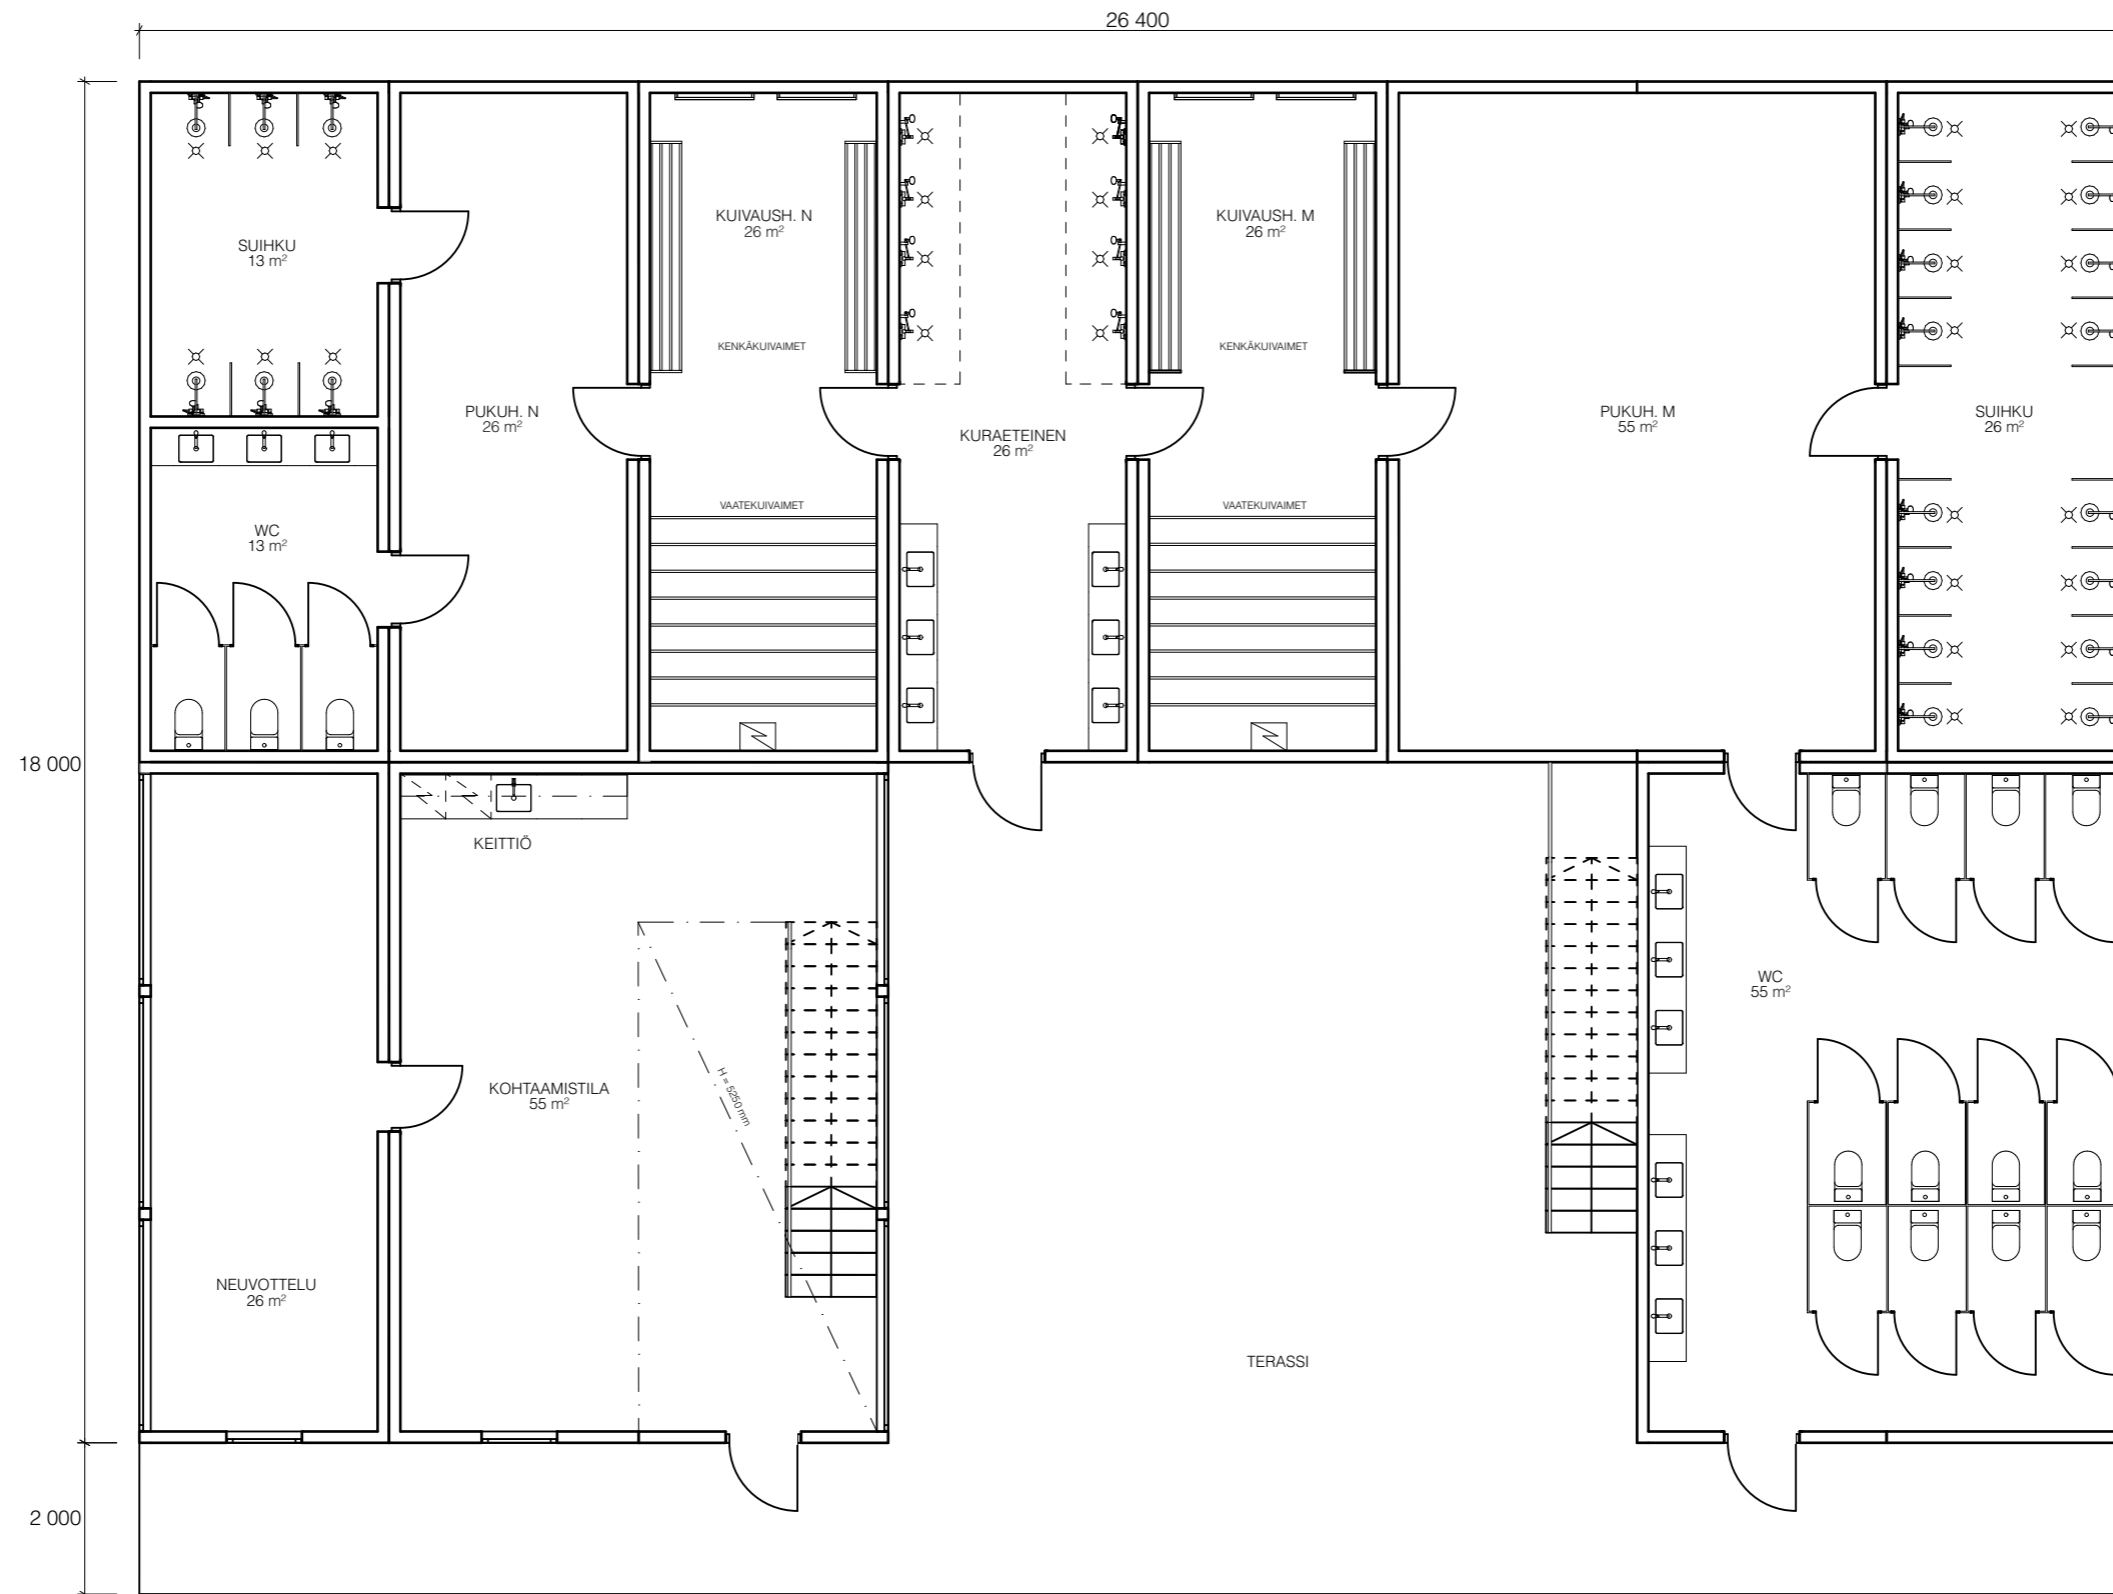 26 400
SUIHKU
13 m²
PUKUH. N
26 m²
KUIVAUSH. N
26 m²
KENKÄKUIVAIMET
VAATEKUIVAIMET
KURAETEINEN
26 m²
KUIVAUSH. M
26 m²
KENKÄKUIVAIMET
VAATEKUIVAIMET
PUKUH. M
55 m²
SUIHKU
26 m²
WC
13 m²
18 000
KEITTIÖ
KOHTAAMISTILA
55 m²
H = 5250 mm
NEUVOTTELU
26 m²
TERASSI
WC
55 m²
2 000